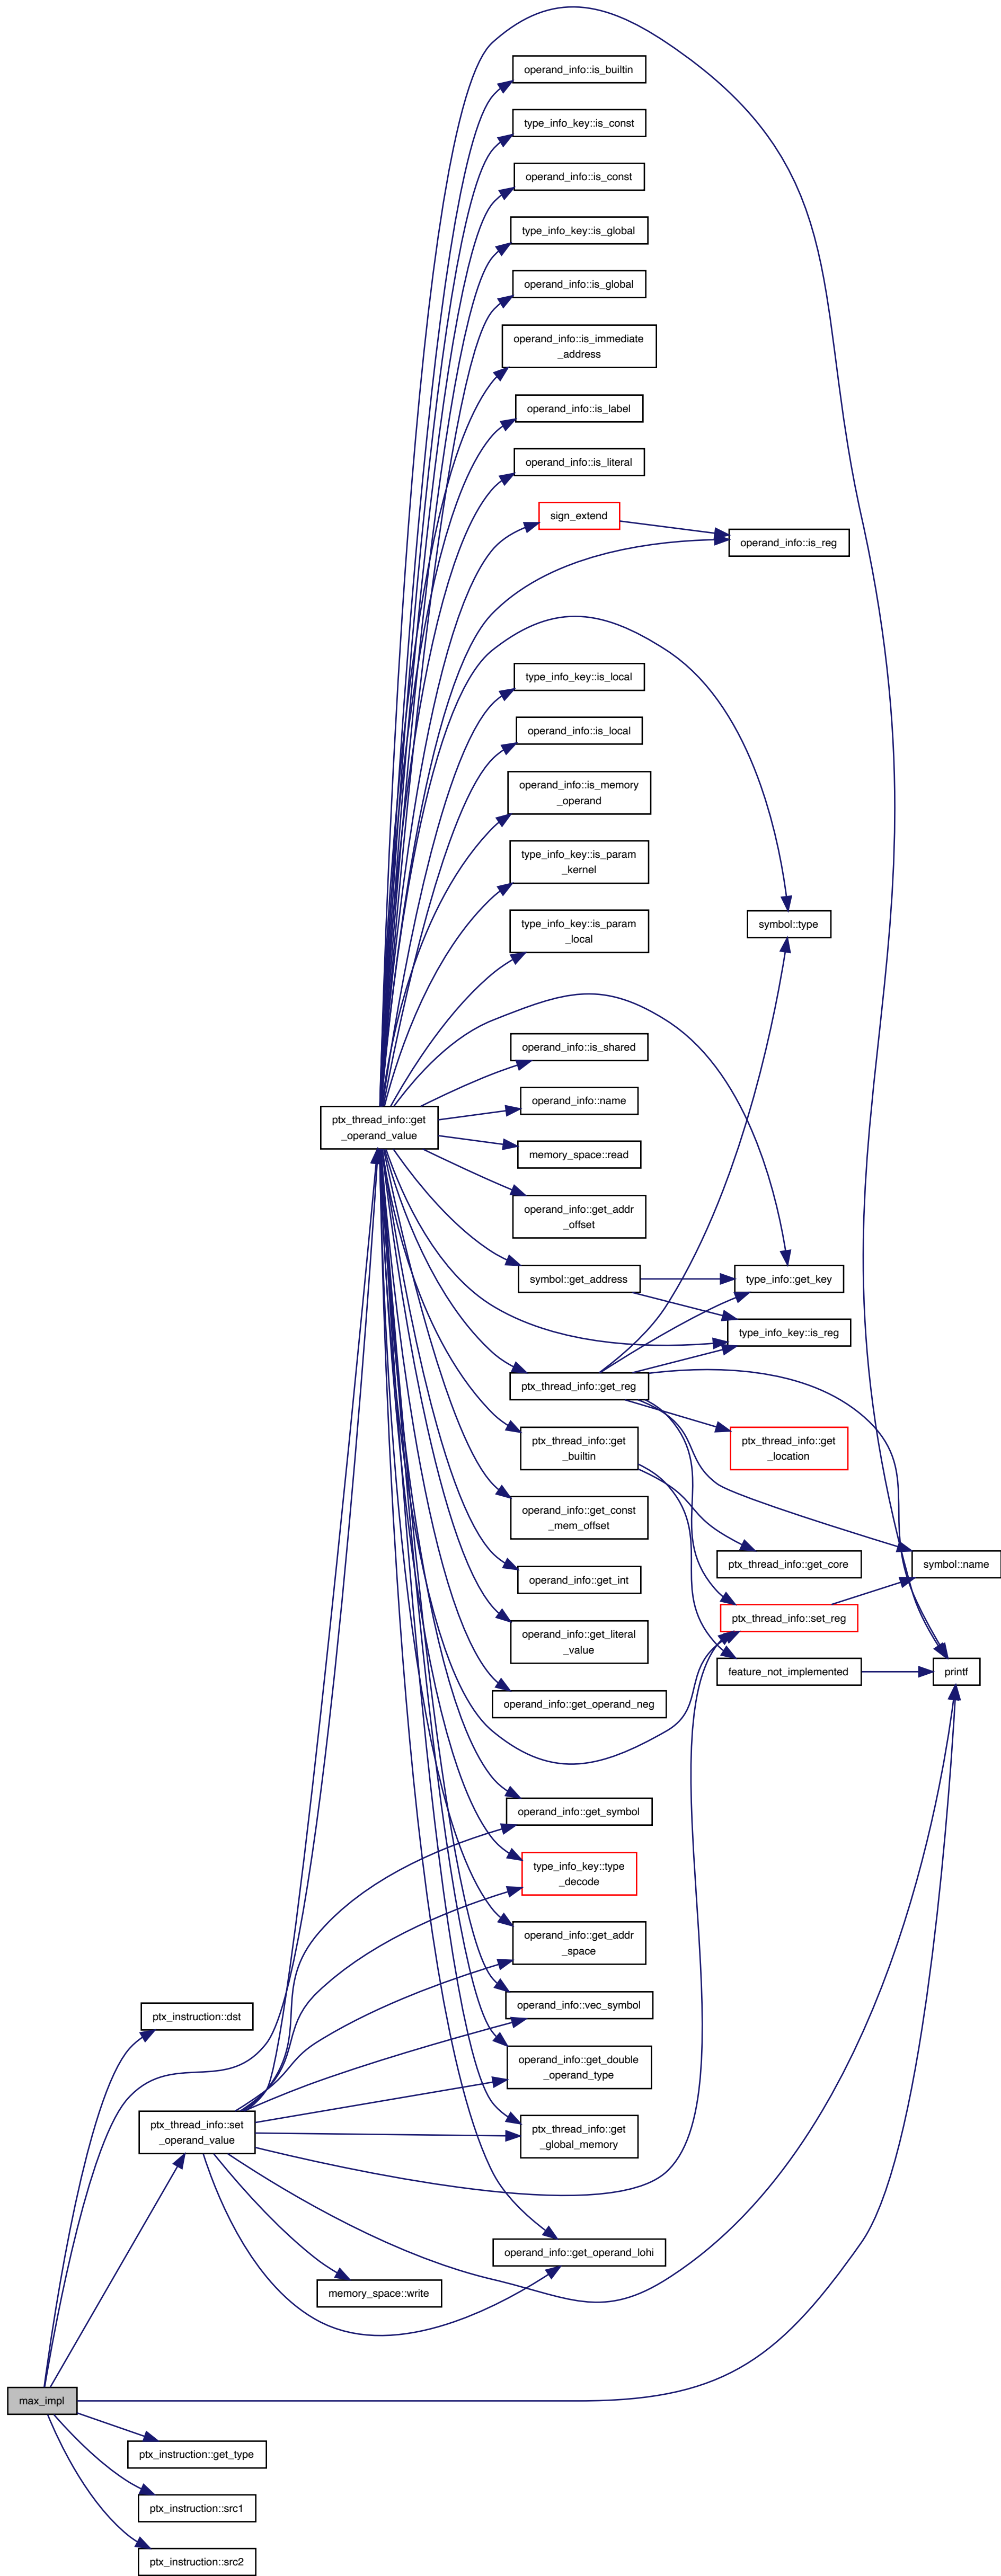 operand_info::is_builtin
type_info_key::is_const
operand_info::is_const
type_info_key::is_global
operand_info::is_global
operand_info::is_immediate
_address
operand_info::is_label
operand_info::is_literal
sign_extend
operand_info::is_reg
type_info_key::is_local
operand_info::is_local
operand_info::is_memory
_operand
type_info_key::is_param
_kernel
type_info_key::is_param
_local
symbol::type
operand_info::is_shared
operand_info::name
ptx_thread_info::get
_operand_value
memory_space::read
operand_info::get_addr
_offset
symbol::get_address
type_info::get_key
type_info_key::is_reg
ptx_thread_info::get_reg
ptx_thread_info::get
_builtin
ptx_thread_info::get
_location
operand_info::get_const
_mem_offset
ptx_thread_info::get_core
symbol::name
operand_info::get_int
ptx_thread_info::set_reg
operand_info::get_literal
_value
feature_not_implemented
printf
operand_info::get_operand_neg
operand_info::get_symbol
type_info_key::type
_decode
operand_info::get_addr
_space
operand_info::vec_symbol
ptx_instruction::dst
operand_info::get_double
_operand_type
ptx_thread_info::set
_operand_value
ptx_thread_info::get
_global_memory
operand_info::get_operand_lohi
memory_space::write
max_impl
ptx_instruction::get_type
ptx_instruction::src1
ptx_instruction::src2